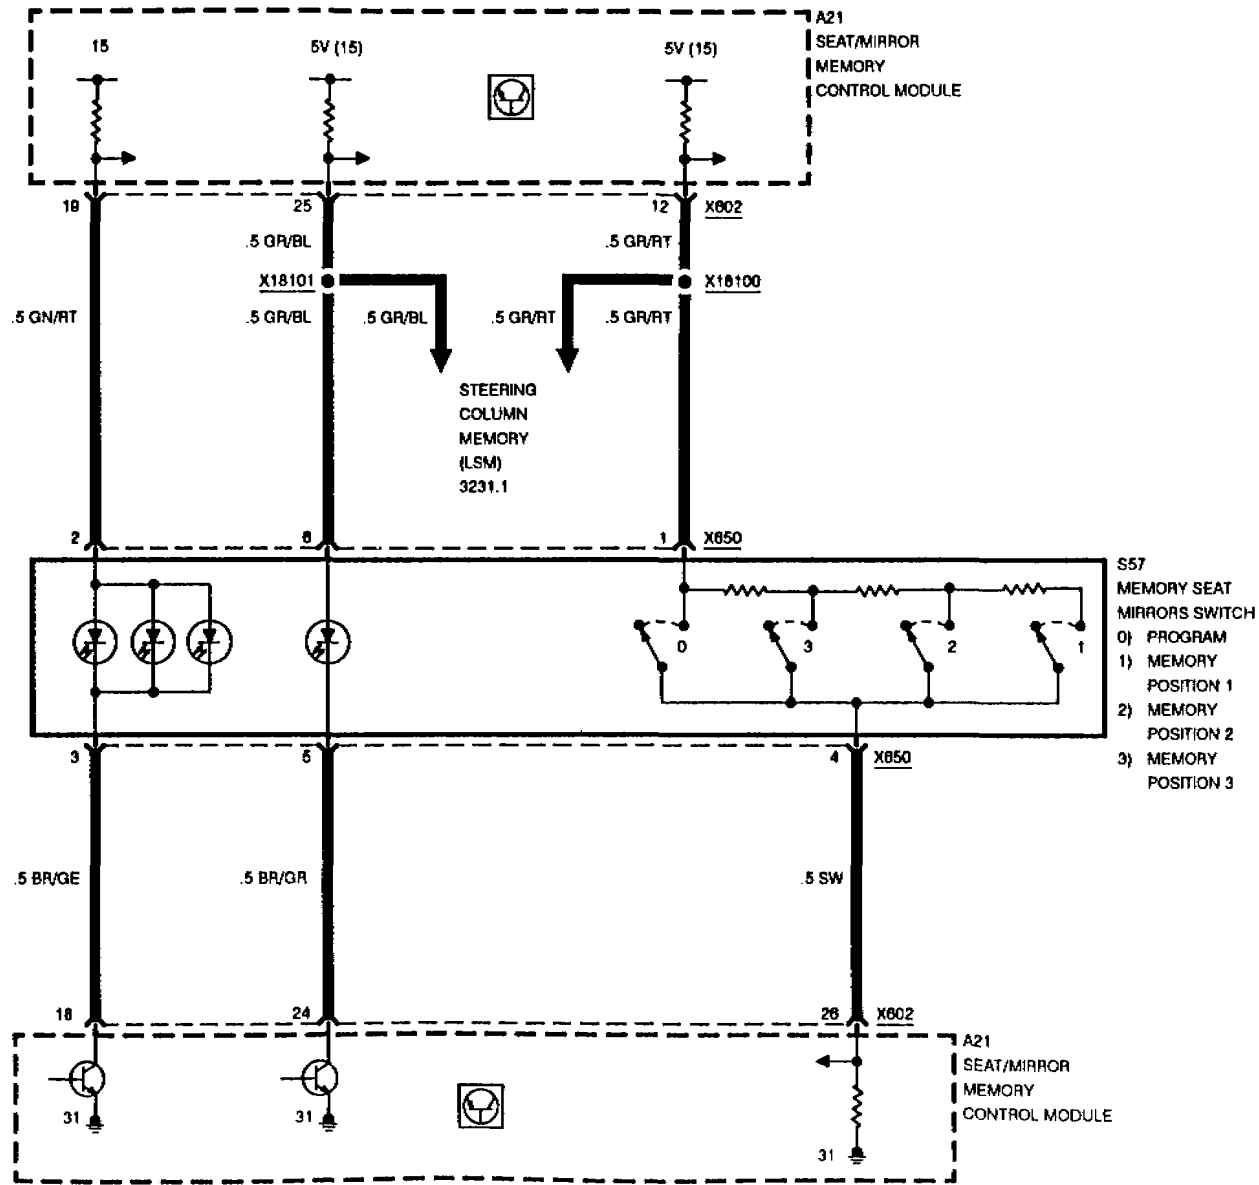 A21
SEAT/MIRROR
MEMORY
CONTROL MODULE
15
5V (15)
5V (15)
19
25
12
X602
.5 GR/BL
.5 GR/RT
X18101
X18100
.5 GN/RT
.5 GR/BL
.5 GR/BL
.5 GR/RT
.5 GR/RT
STEERING
COLUMN
MEMORY
(LSM)
3231.1
2
6
1
X650
S57
MEMORY SEAT
MIRRORS SWITCH
0) PROGRAM
1) MEMORY
POSITION 1
2) MEMORY
POSITION 2
3) MEMORY
POSITION 3
0
3
2
1
3
5
4
X650
.5 BR/GE
.5 BR/GR
.5 SW
18
24
26
X602
A21
SEAT/MIRROR
MEMORY
CONTROL MODULE
31
31
31